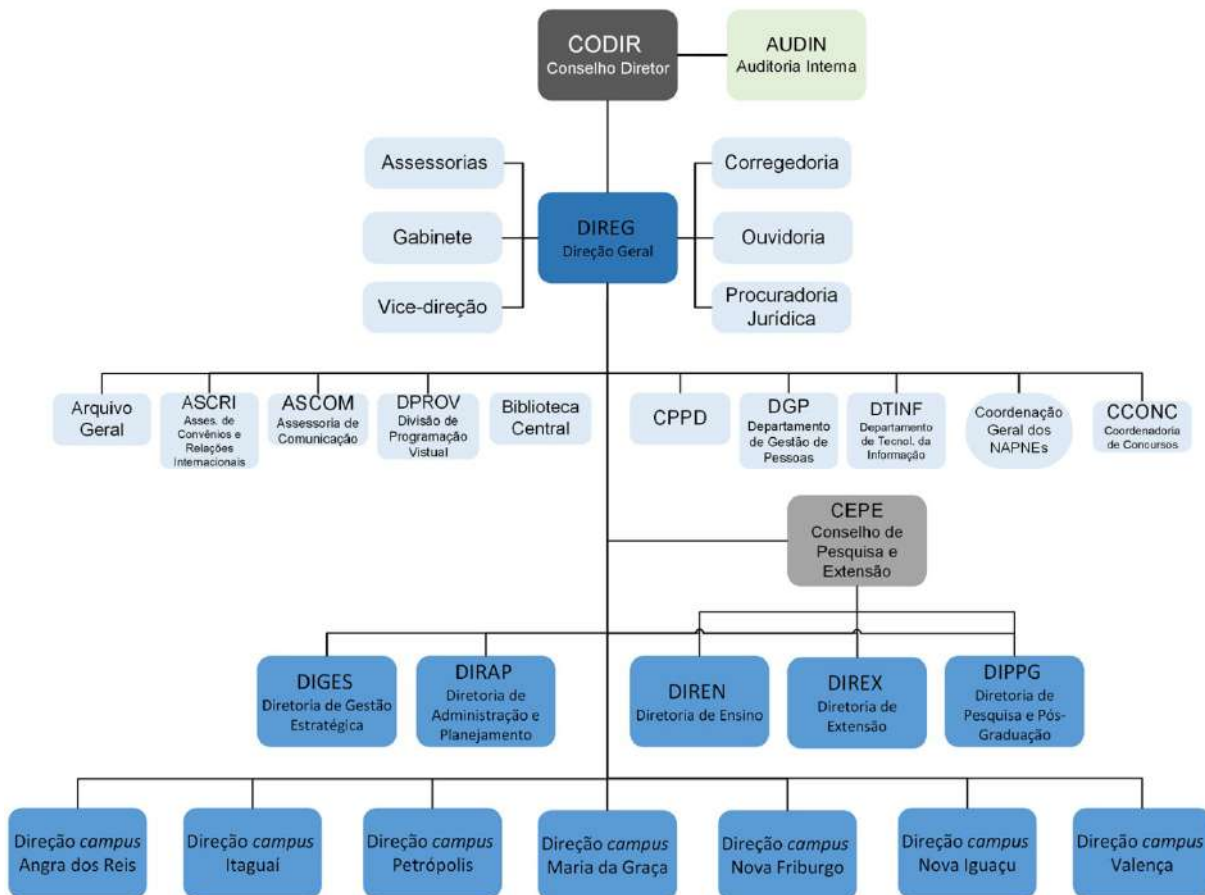 CODIR
Conselho Diretor
AUDIN
Auditoria Interna
Assessorias
Corregedoria
Gabinete
DIREG
Direção Geral
Ouvidoria
Vice-direção
Procuradoria
Jurídica
Arquivo
Geral
ASCRI
Asses. de
Convênios e
Relações
Internacionais
ASCOM
Assessoria de
Comunicação
DPROV
Divisão de
Programação
Vistual
Biblioteca
Central
CPPD
DGP
Departamento
de Gestão de
Pessoas
DTINF
Departamento
de Tecnol. da
Informação
Coordenação
Geral dos
NAPNEs
CCONC
Coordenadoria
de Concursos
CEPE
Conselho de
Pesquisa e
Extensão
DIGES
Diretoria de Gestão
Estratégica
DIRAP
Diretoria de
Administração e
Planejamento
DIREN
Diretoria de Ensino
DIREX
Diretoria de
Extensão
DIPPG
Diretoria de
Pesquisa e Pós-
Graduação
Direção campus
Angra dos Reis
Direção campus
Itaguaí
Direção campus
Petrópolis
Direção campus
Maria da Graça
Direção campus
Nova Friburgo
Direção campus
Nova Iguaçu
Direção campus
Valença